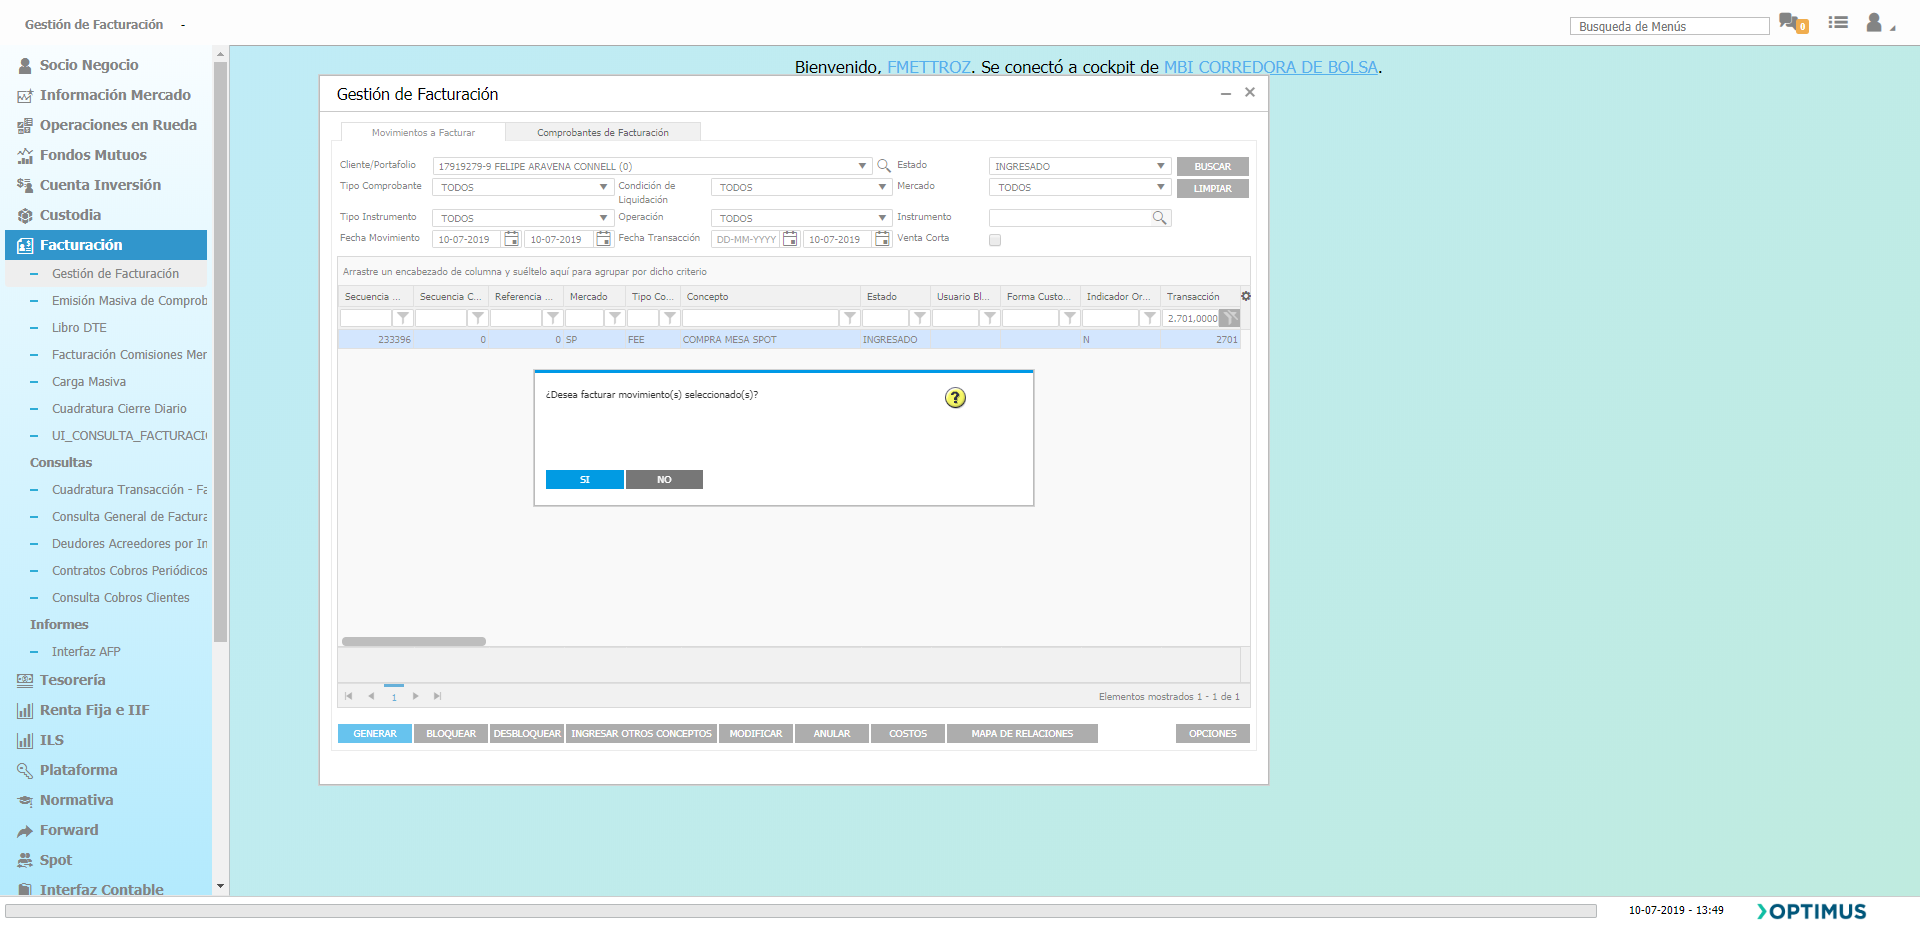 Gestión de Facturación -
Busqueda de Menús
0
Socio Negocio
Información Mercado
Operaciones en Rueda
Fondos Mutuos
Cuenta Inversión
Custodia
Facturación
Gestión de Facturación
Emisión Masiva de Comprob
Libro DTE
Facturación Comisiones Mer
Carga Masiva
Cuadratura Cierre Diario
UI_CONSULTA_FACTURACI
Consultas
Cuadratura Transacción - Fa
Consulta General de Factura
Deudores Acreedores por In
Contratos Cobros Periódicos
Consulta Cobros Clientes
Informes
Interfaz AFP
Tesorería
Renta Fija e IIF
ILS
Plataforma
Normativa
Forward
Spot
Interfaz Contable
Bienvenido, FMETTROZ. Se conectó a cockpit de MBI CORREDORA DE BOLSA.
Gestión de Facturación
Movimientos a Facturar
Comprobantes de Facturación
Cliente/Portafolio 17919279-9 FELIPE ARAVENA CONNELL (0) Estado INGRESADO BUSCAR
Tipo Comprobante TODOS Condición de Liquidación TODOS Mercado TODOS LIMPIAR
Tipo Instrumento TODOS Operación TODOS Instrumento
Fecha Movimiento 10-07-2019 10-07-2019 Fecha Transacción DD-MM-YYYY 10-07-2019 Venta Corta
Arrastre un encabezado de columna y suéltelo aquí para agrupar por dicho criterio
Secuencia ... Secuencia C... Referencia ... Mercado Tipo Co... Concepto Estado Usuario Bl... Forma Custo... Indicador Or... Transacción
2.701,0000
233396 0 0 SP FEE COMPRA MESA SPOT INGRESADO N 2701
¿Desea facturar movimiento(s) seleccionado(s)?
?
SI NO
1
Elementos mostrados 1 - 1 de 1
GENERAR BLOQUEAR DESBLOQUEAR INGRESAR OTROS CONCEPTOS MODIFICAR ANULAR COSTOS MAPA DE RELACIONES OPCIONES
10-07-2019 - 13:49
OPTIMUS